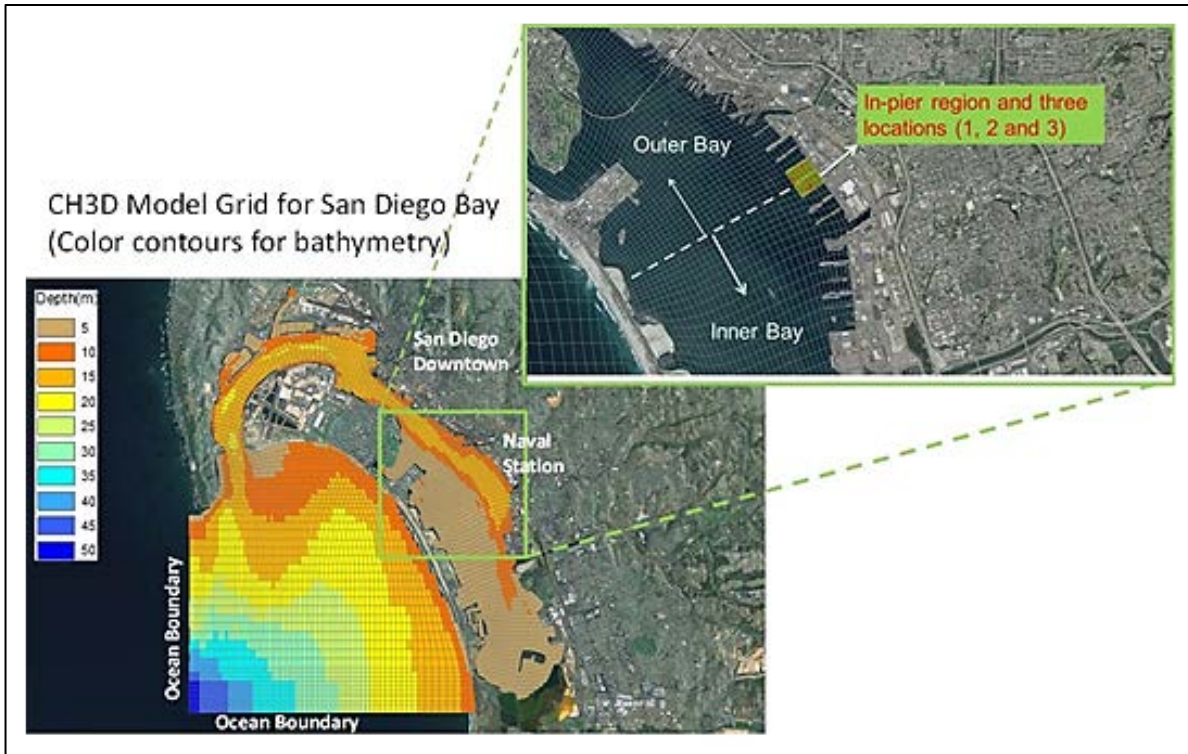 In-pier region and three
locations (1, 2 and 3)
Outer Bay
Inner Bay
CH3D Model Grid for San Diego Bay
(Color contours for bathymetry)
Depth(m)
5
10
15
20
25
30
35
40
45
50
San Diego
Downtown
Naval
Station
Ocean Boundary
Ocean Boundary